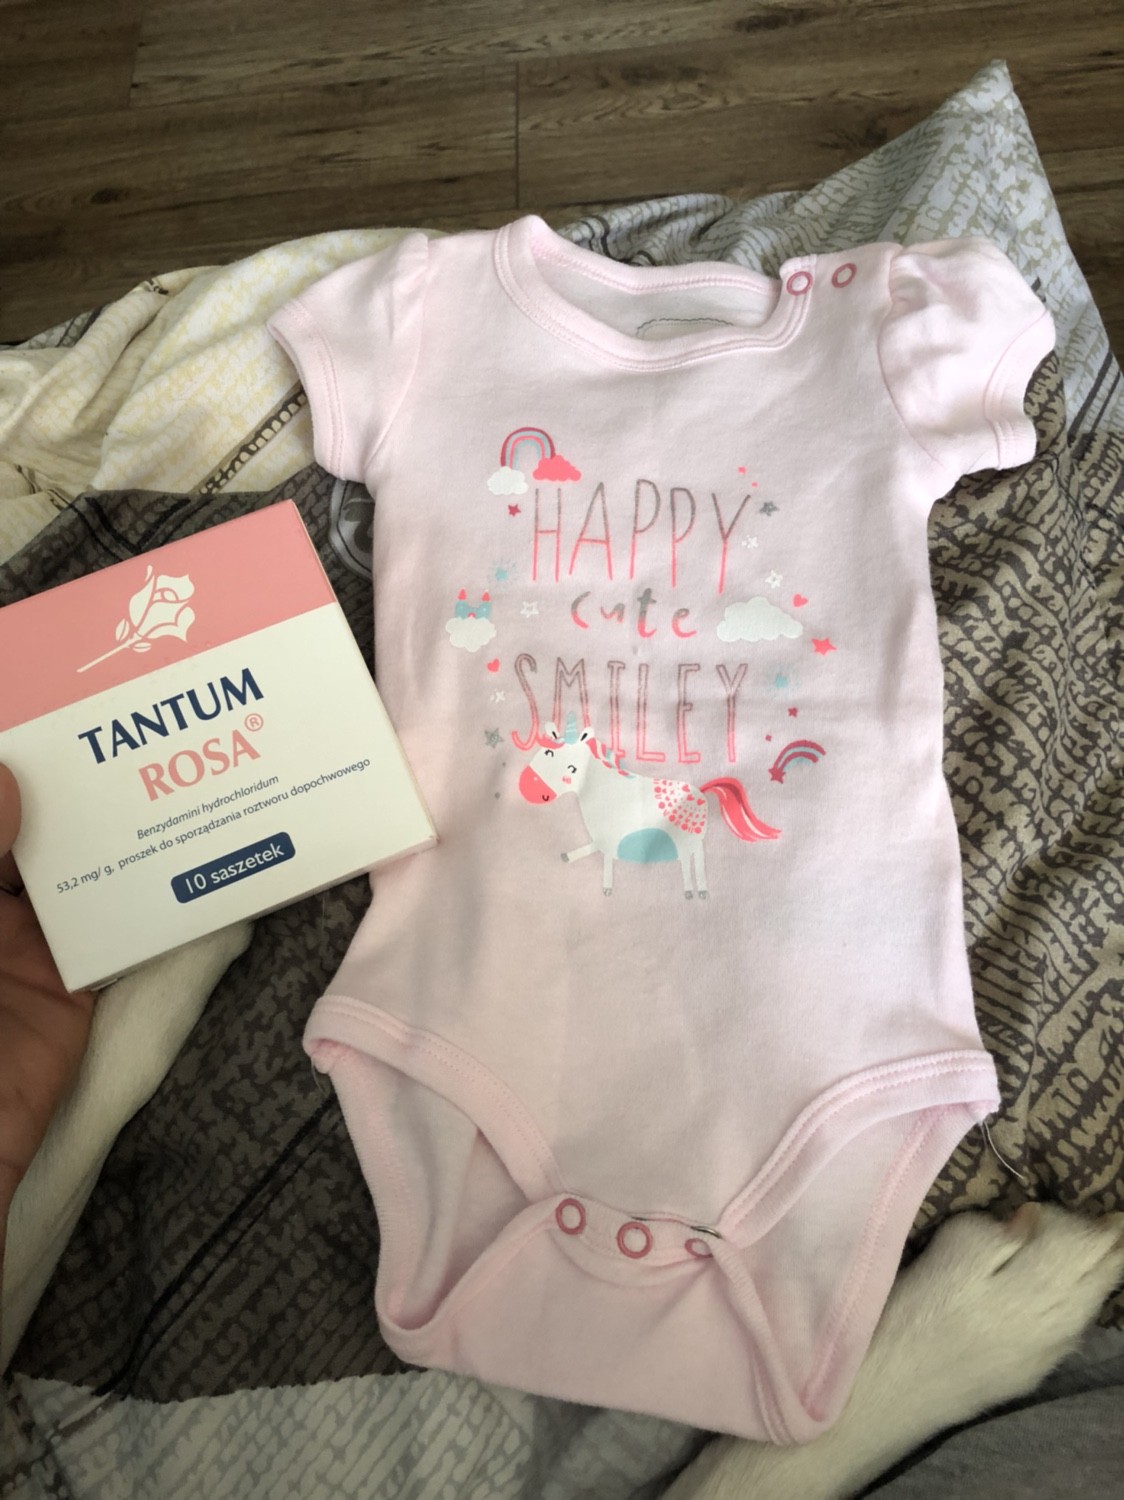 HAPPY
cute
SMILEY
TANTUM
ROSA®
Benzydamini hydrochloridum
53,2 mg/ g, proszek do sporządzania roztworu dopochwowego
10 saszetek